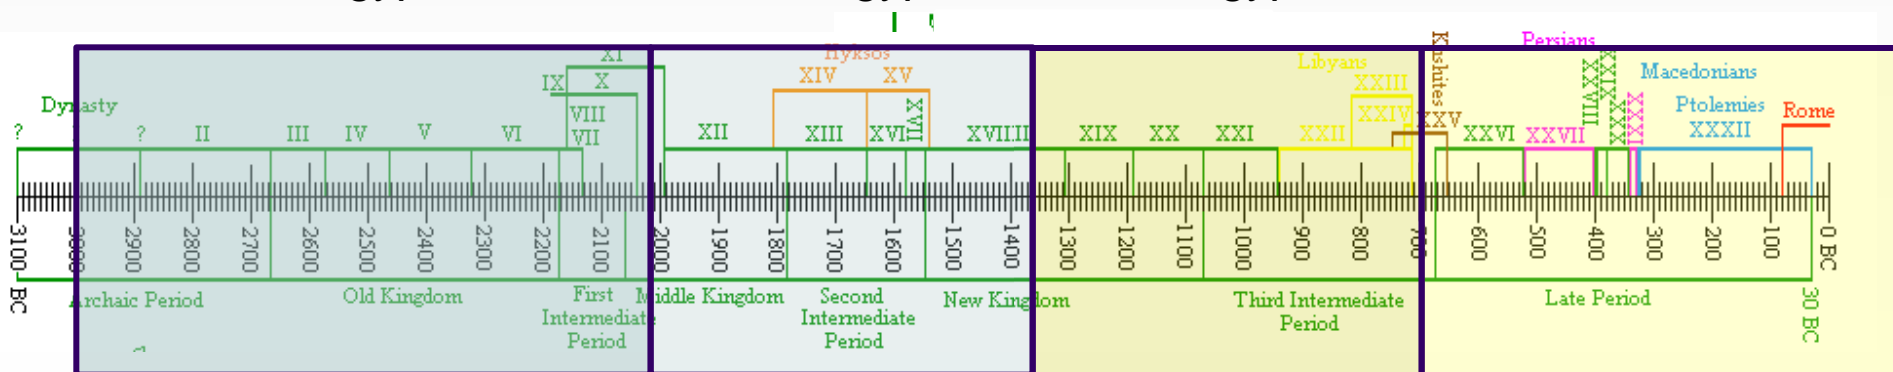 Hyksos
Persians
Kushites
XI
Libyans
Macedonians
IX X
XIV XV
XXIII
Dynasty
VIII
XXIV
Ptolemies
Rome
? ? II III IV V VI VII XII XIII XVI XVII XVIII XIX XX XXI XXII XXV XXVI XXVII XXXI XXXII
3100 BC 3000 2900 2800 2700 2600 2500 2400 2300 2200 2100 2000 1900 1800 1700 1600 1500 1400 1300 1200 1100 1000 900 800 700 600 500 400 300 200 100 0 BC
Archaic Period
Old Kingdom
First Intermediate Period
Middle Kingdom
Second Intermediate Period
New Kingdom
Third Intermediate Period
Late Period
30 BC